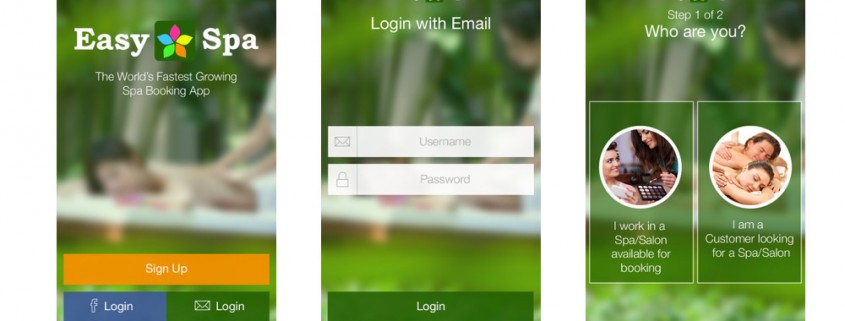 Easy Spa
The World's Fastest Growing
Spa Booking App
Sign Up
Login
Login
Login with Email
Username
Password
Login
Step 1 of 2
Who are you?
I work in a
Spa/Salon
available for
booking
I am a
Customer looking
for a Spa/Salon